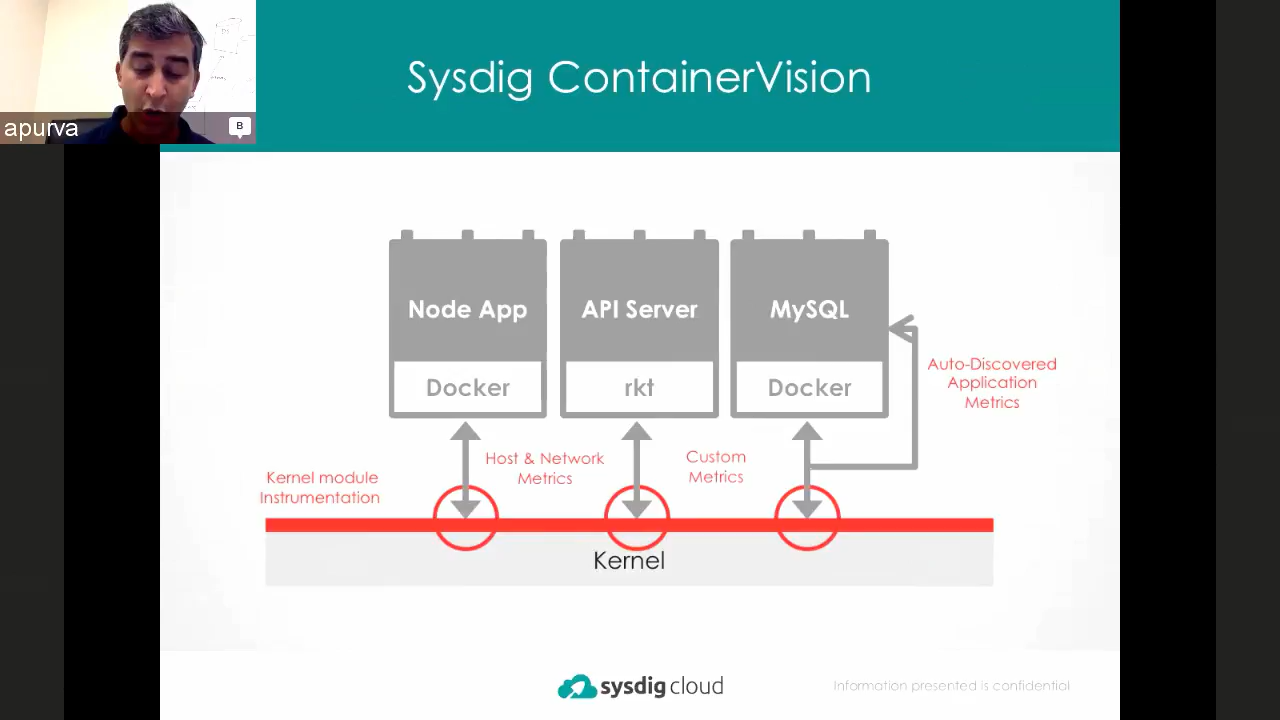 Sysdig ContainerVision
apurva
B
Node App
API Server
MySQL
Docker
rkt
Docker
Auto-Discovered
Application
Metrics
Host & Network
Metrics
Custom
Metrics
Kernel module
Instrumentation
Kernel
sysdig cloud
Information presented is confidential